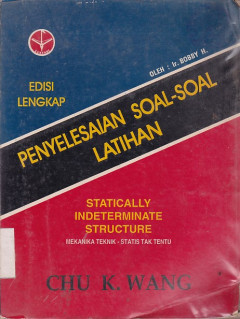 OLEH : Ir. BOBBY H.
EDISI
LENGKAP
PENYELESAIAN SOAL-SOAL
LATIHAN
STATICALLY
INDETERMINATE
STRUCTURE
MEKANIKA TEKNIK - STATIS TAK TENTU
CHU K. WANG